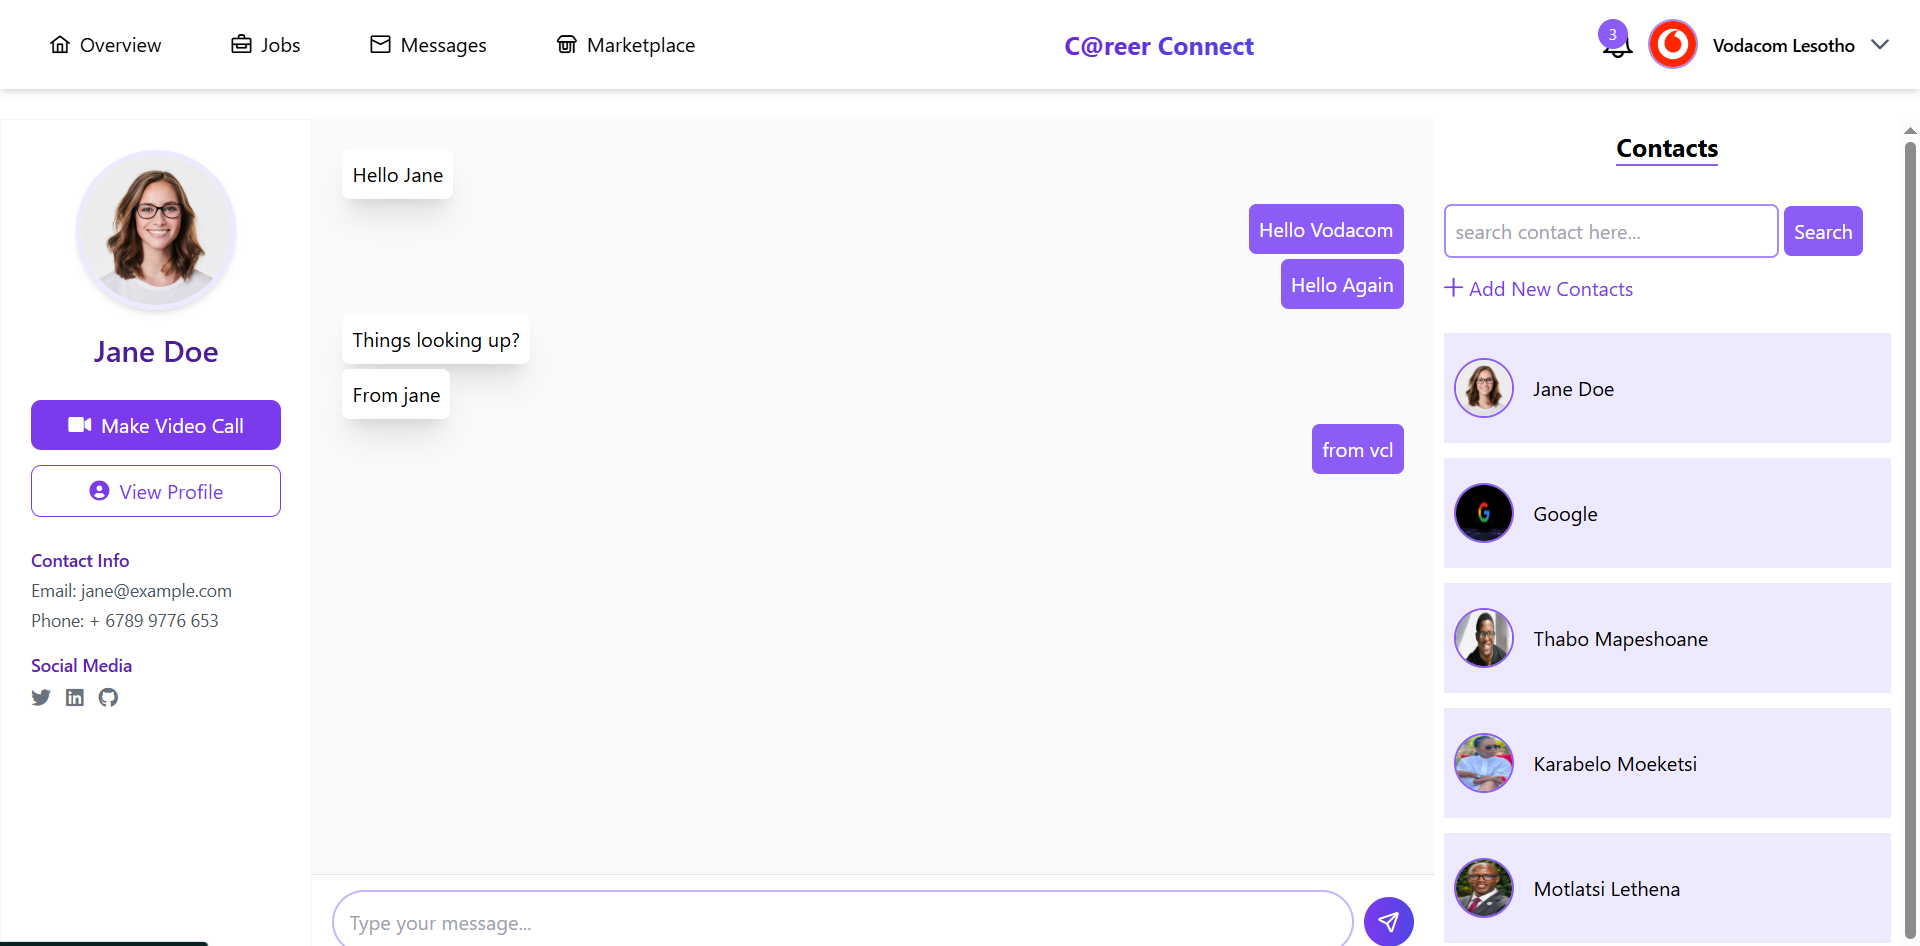 Overview
Jobs
Messages
Marketplace
C@reer Connect
3
Vodacom Lesotho
Jane Doe
Make Video Call
View Profile
Contact Info
Email: jane@example.com
Phone: + 6789 9776 653
Social Media
Hello Jane
Hello Vodacom
Hello Again
Things looking up?
From jane
from vcl
Type your message...
Contacts
search contact here...
Search
Add New Contacts
Jane Doe
Google
Thabo Mapeshoane
Karabelo Moeketsi
Motlatsi Lethena